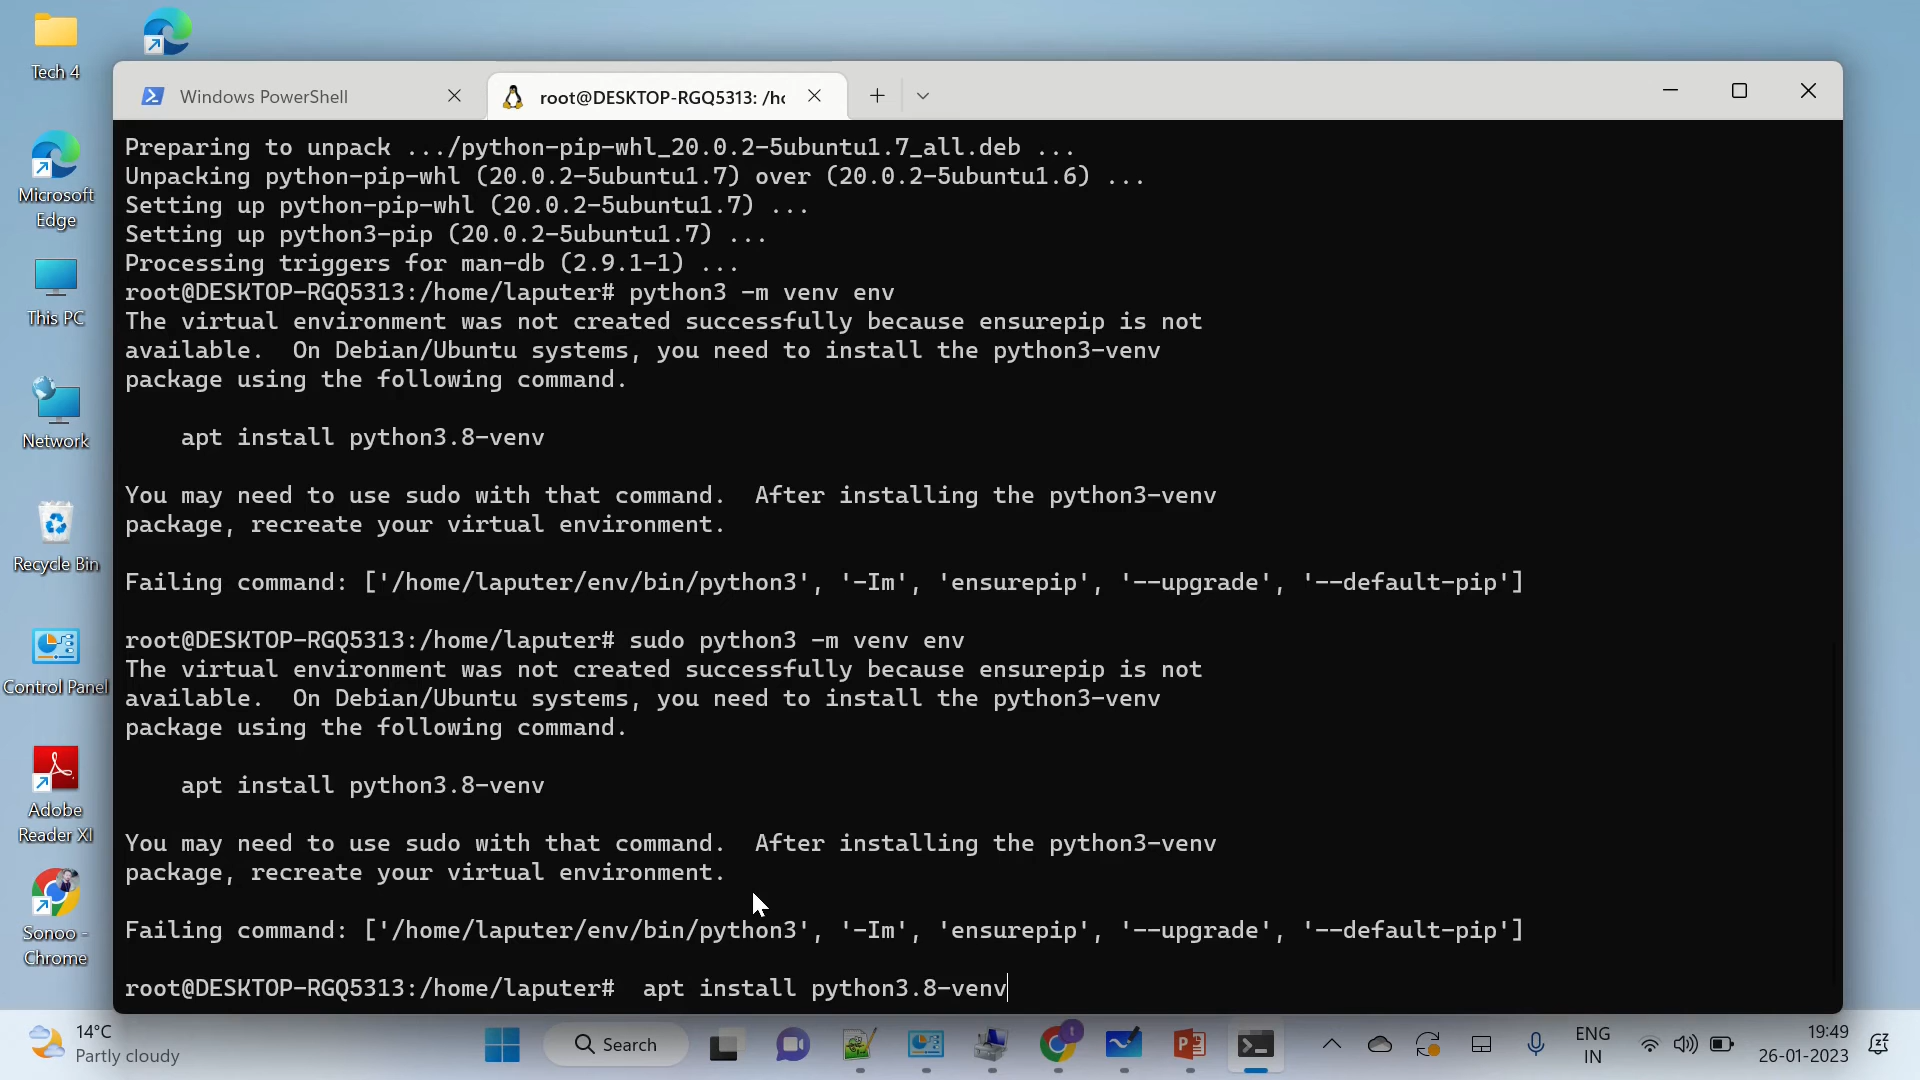 Tech 4
Microsoft
Edge
This PC
Network
Recycle Bin
Control Panel
Adobe
Reader XI
Sonoo -
Chrome
Windows PowerShell
root@DESKTOP-RGQ5313: /hc
Preparing to unpack .../python-pip-whl_20.0.2-5ubuntu1.7_all.deb ...
Unpacking python-pip-whl (20.0.2-5ubuntu1.7) over (20.0.2-5ubuntu1.6) ...
Setting up python-pip-whl (20.0.2-5ubuntu1.7) ...
Setting up python3-pip (20.0.2-5ubuntu1.7) ...
Processing triggers for man-db (2.9.1-1) ...
root@DESKTOP-RGQ5313:/home/laputer# python3 -m venv env
The virtual environment was not created successfully because ensurepip is not
available.  On Debian/Ubuntu systems, you need to install the python3-venv
package using the following command.
apt install python3.8-venv
You may need to use sudo with that command.  After installing the python3-venv
package, recreate your virtual environment.
Failing command: ['/home/laputer/env/bin/python3', '-Im', 'ensurepip', '--upgrade', '--default-pip']
root@DESKTOP-RGQ5313:/home/laputer# sudo python3 -m venv env
The virtual environment was not created successfully because ensurepip is not
available.  On Debian/Ubuntu systems, you need to install the python3-venv
package using the following command.
apt install python3.8-venv
You may need to use sudo with that command.  After installing the python3-venv
package, recreate your virtual environment.
Failing command: ['/home/laputer/env/bin/python3', '-Im', 'ensurepip', '--upgrade', '--default-pip']
root@DESKTOP-RGQ5313:/home/laputer#  apt install python3.8-venv
14°C
Partly cloudy
Search
ENG
IN
19:49
26-01-2023